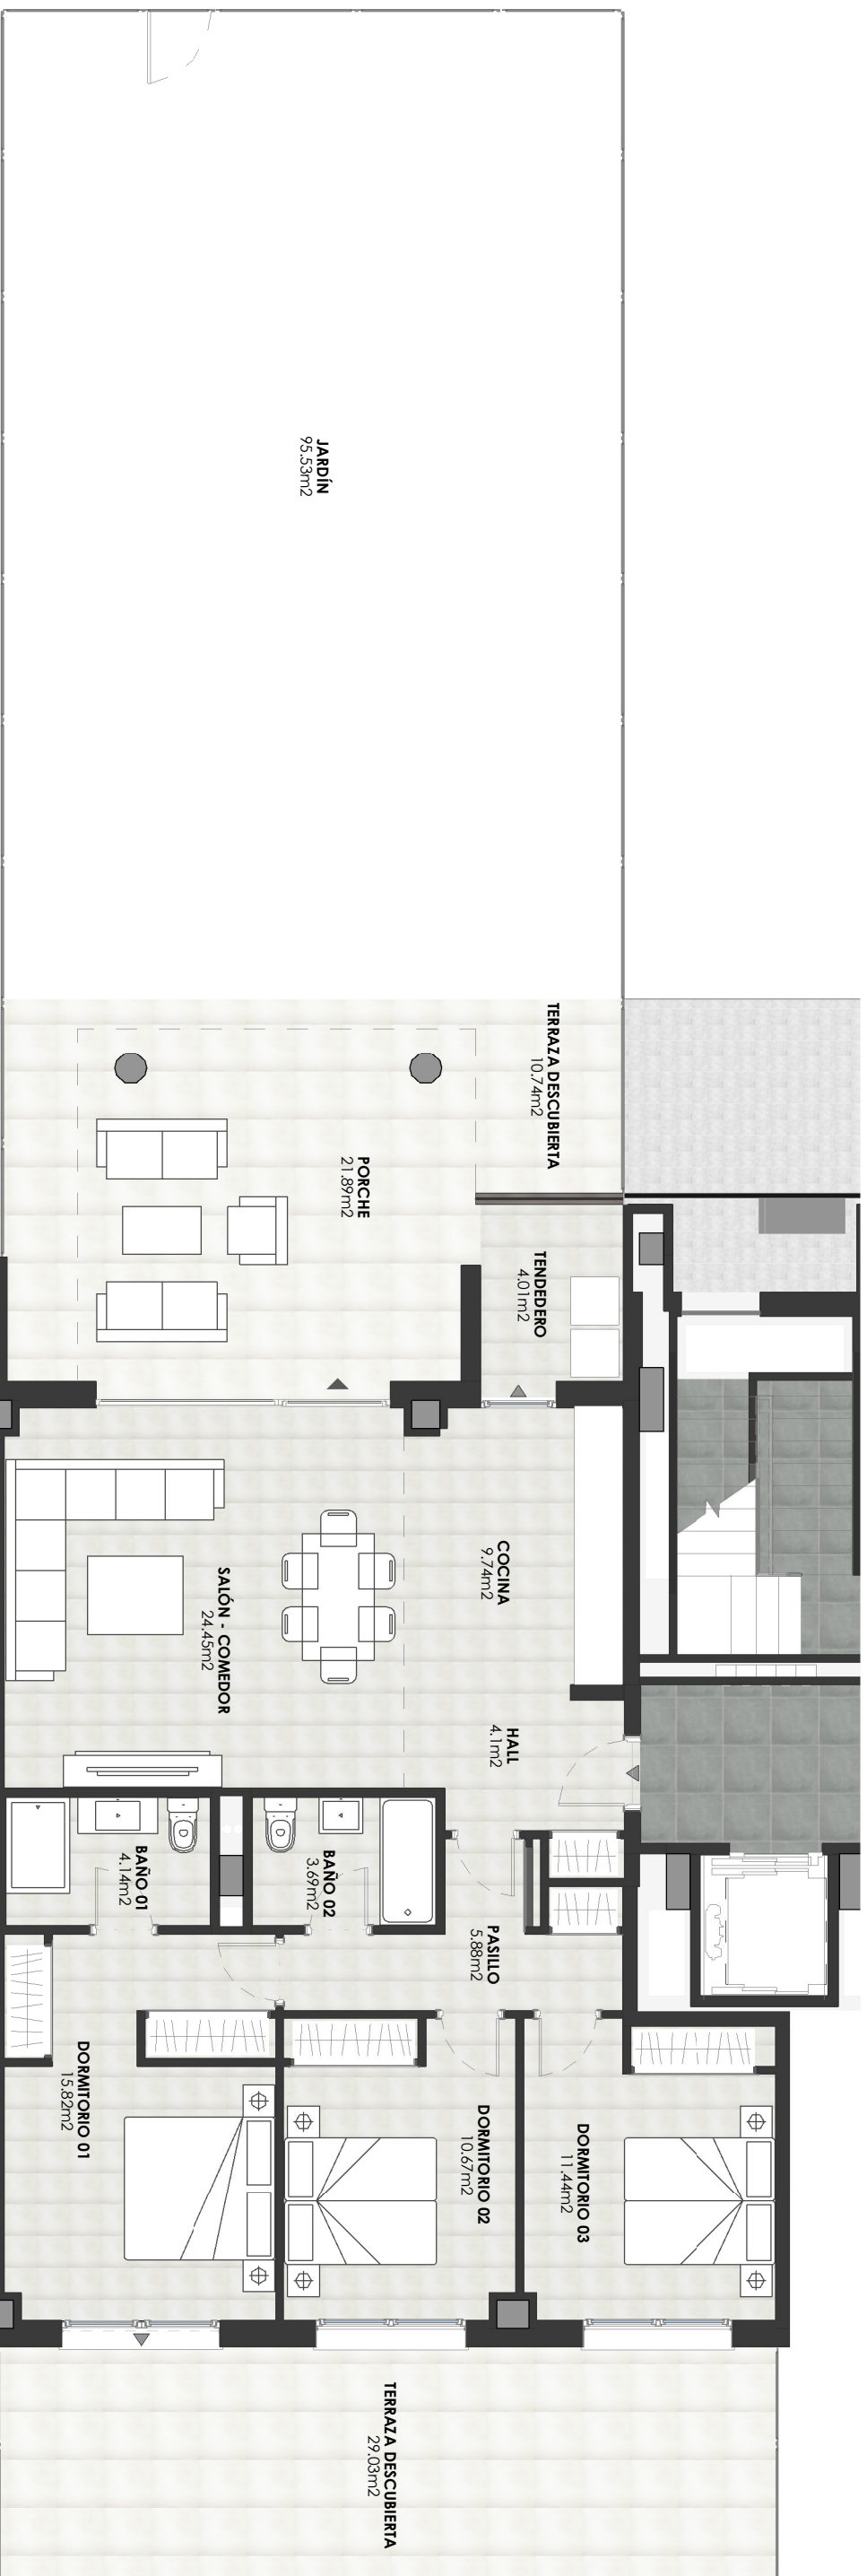 JARDÍN
95.53m2
TERRAZA DESCUBIERTA
10.74m2
PORCHE
21.89m2
TENDEDERO
4.01m2
COCINA
9.74m2
SALÓN - COMEDOR
24.45m2
HALL
4.1m2
BAÑO 01
4.14m2
BAÑO 02
3.69m2
PASILLO
5.88m2
DORMITORIO 01
15.82m2
DORMITORIO 02
10.67m2
DORMITORIO 03
11.44m2
TERRAZA DESCUBIERTA
29.03m2